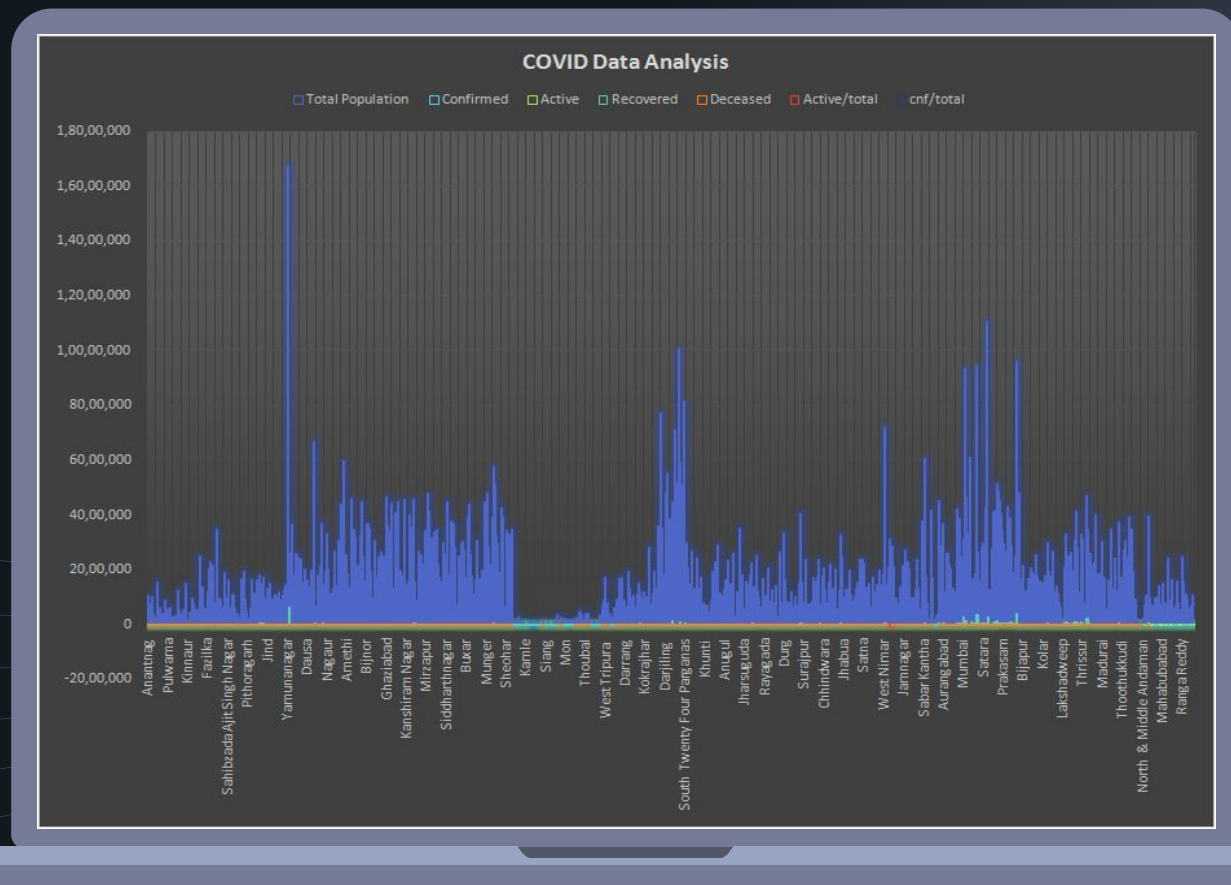 COVID Data Analysis
Total Population Confirmed Active Recovered Deceased Active/total cnf/total
1,80,00,000
1,60,00,000
1,40,00,000
1,20,00,000
1,00,00,000
80,00,000
60,00,000
40,00,000
20,00,000
0
-20,00,000
Anantnag
Pulwama
Kinnaur
Fazilka
Sahibzada Ajit Singh Nagar
Pithoragarh
Jind
Yamunanagar
Dausa
Nagaur
Amethi
Bijnor
Ghaziabad
Kanshiram Nagar
Mirzapur
Siddharthnagar
Buxar
Munger
Sheohar
Kamle
Siang
Mon
Thoubal
West Tripura
Darrang
Kokrajhar
Darjiling
South Twenty Four Parganas
Khunti
Anugul
Jharsuguda
Rayagada
Durg
Surajpur
Chhindwara
Jhabua
Satna
West Nimar
Jamnagar
Sabar Kantha
Aurangabad
Mumbai
Satara
Prakasam
Bijapur
Kolar
Lakshadweep
Thrissur
Madurai
Thoothukkudi
North & Middle Andaman
Mahabubabad
Ranga Reddy